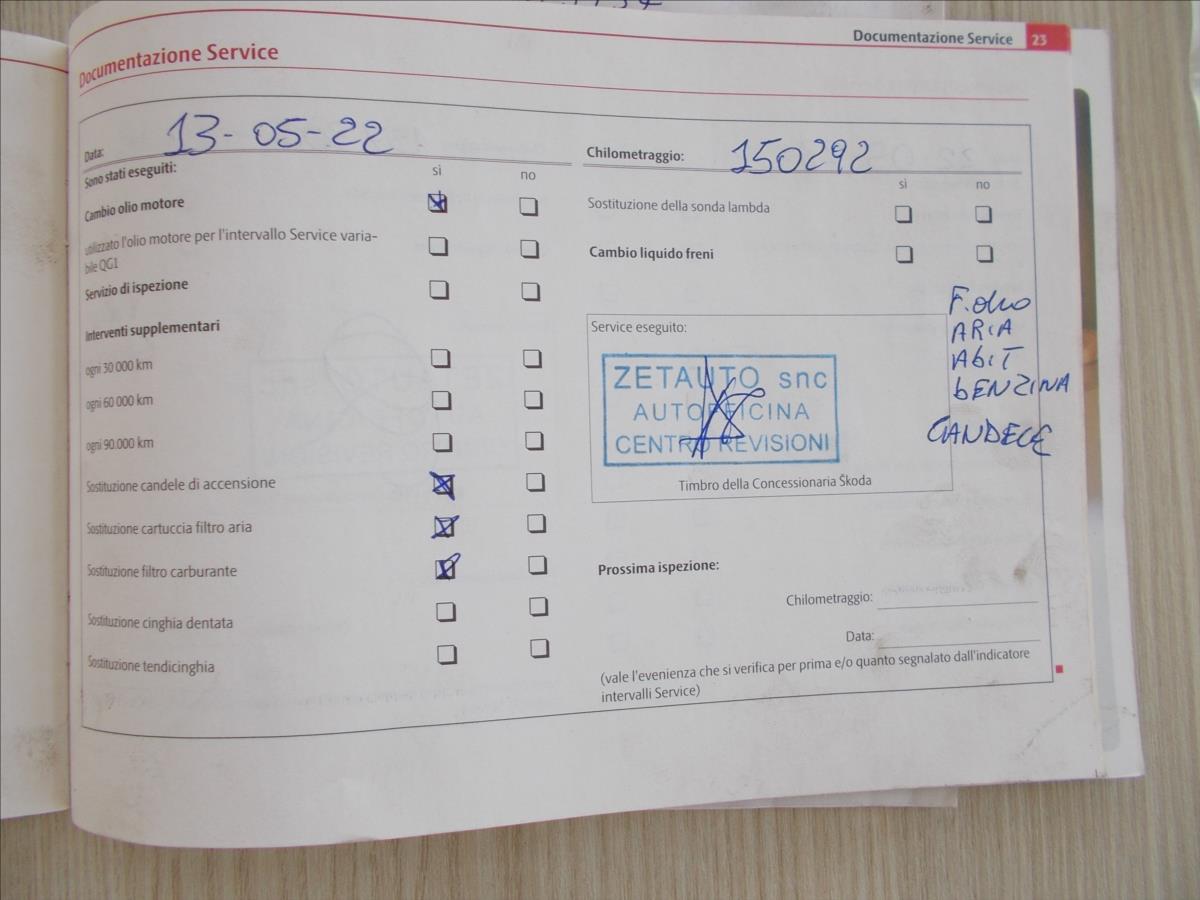 Documentazione Service 23
Documentazione Service
Data: 13-05-22
Chilometraggio: 150292
Sono stati eseguiti:
sì no
sì no
Cambio olio motore
utilizzato l'olio motore per l'intervallo Service varia-
bile QG1
Servizio di ispezione
Interventi supplementari
ogni 30 000 km
ogni 60 000 km
ogni 90.000 km
Sostituzione candele di accensione
Sostituzione cartuccia filtro aria
Sostituzione filtro carburante
Sostituzione cinghia dentata
Sostituzione tendicinghia
Sostituzione della sonda lambda
Cambio liquido freni
Service eseguito:
ZETAUTO snc
AUTOFFICINA
CENTRO REVISIONI
Timbro della Concessionaria Škoda
F. olio
ARIA
ABIT
bENZINA
CANDELE
Prossima ispezione:
Chilometraggio:
Data:
(vale l'evenienza che si verifica per prima e/o quanto segnalato dall'indicatore
intervalli Service)